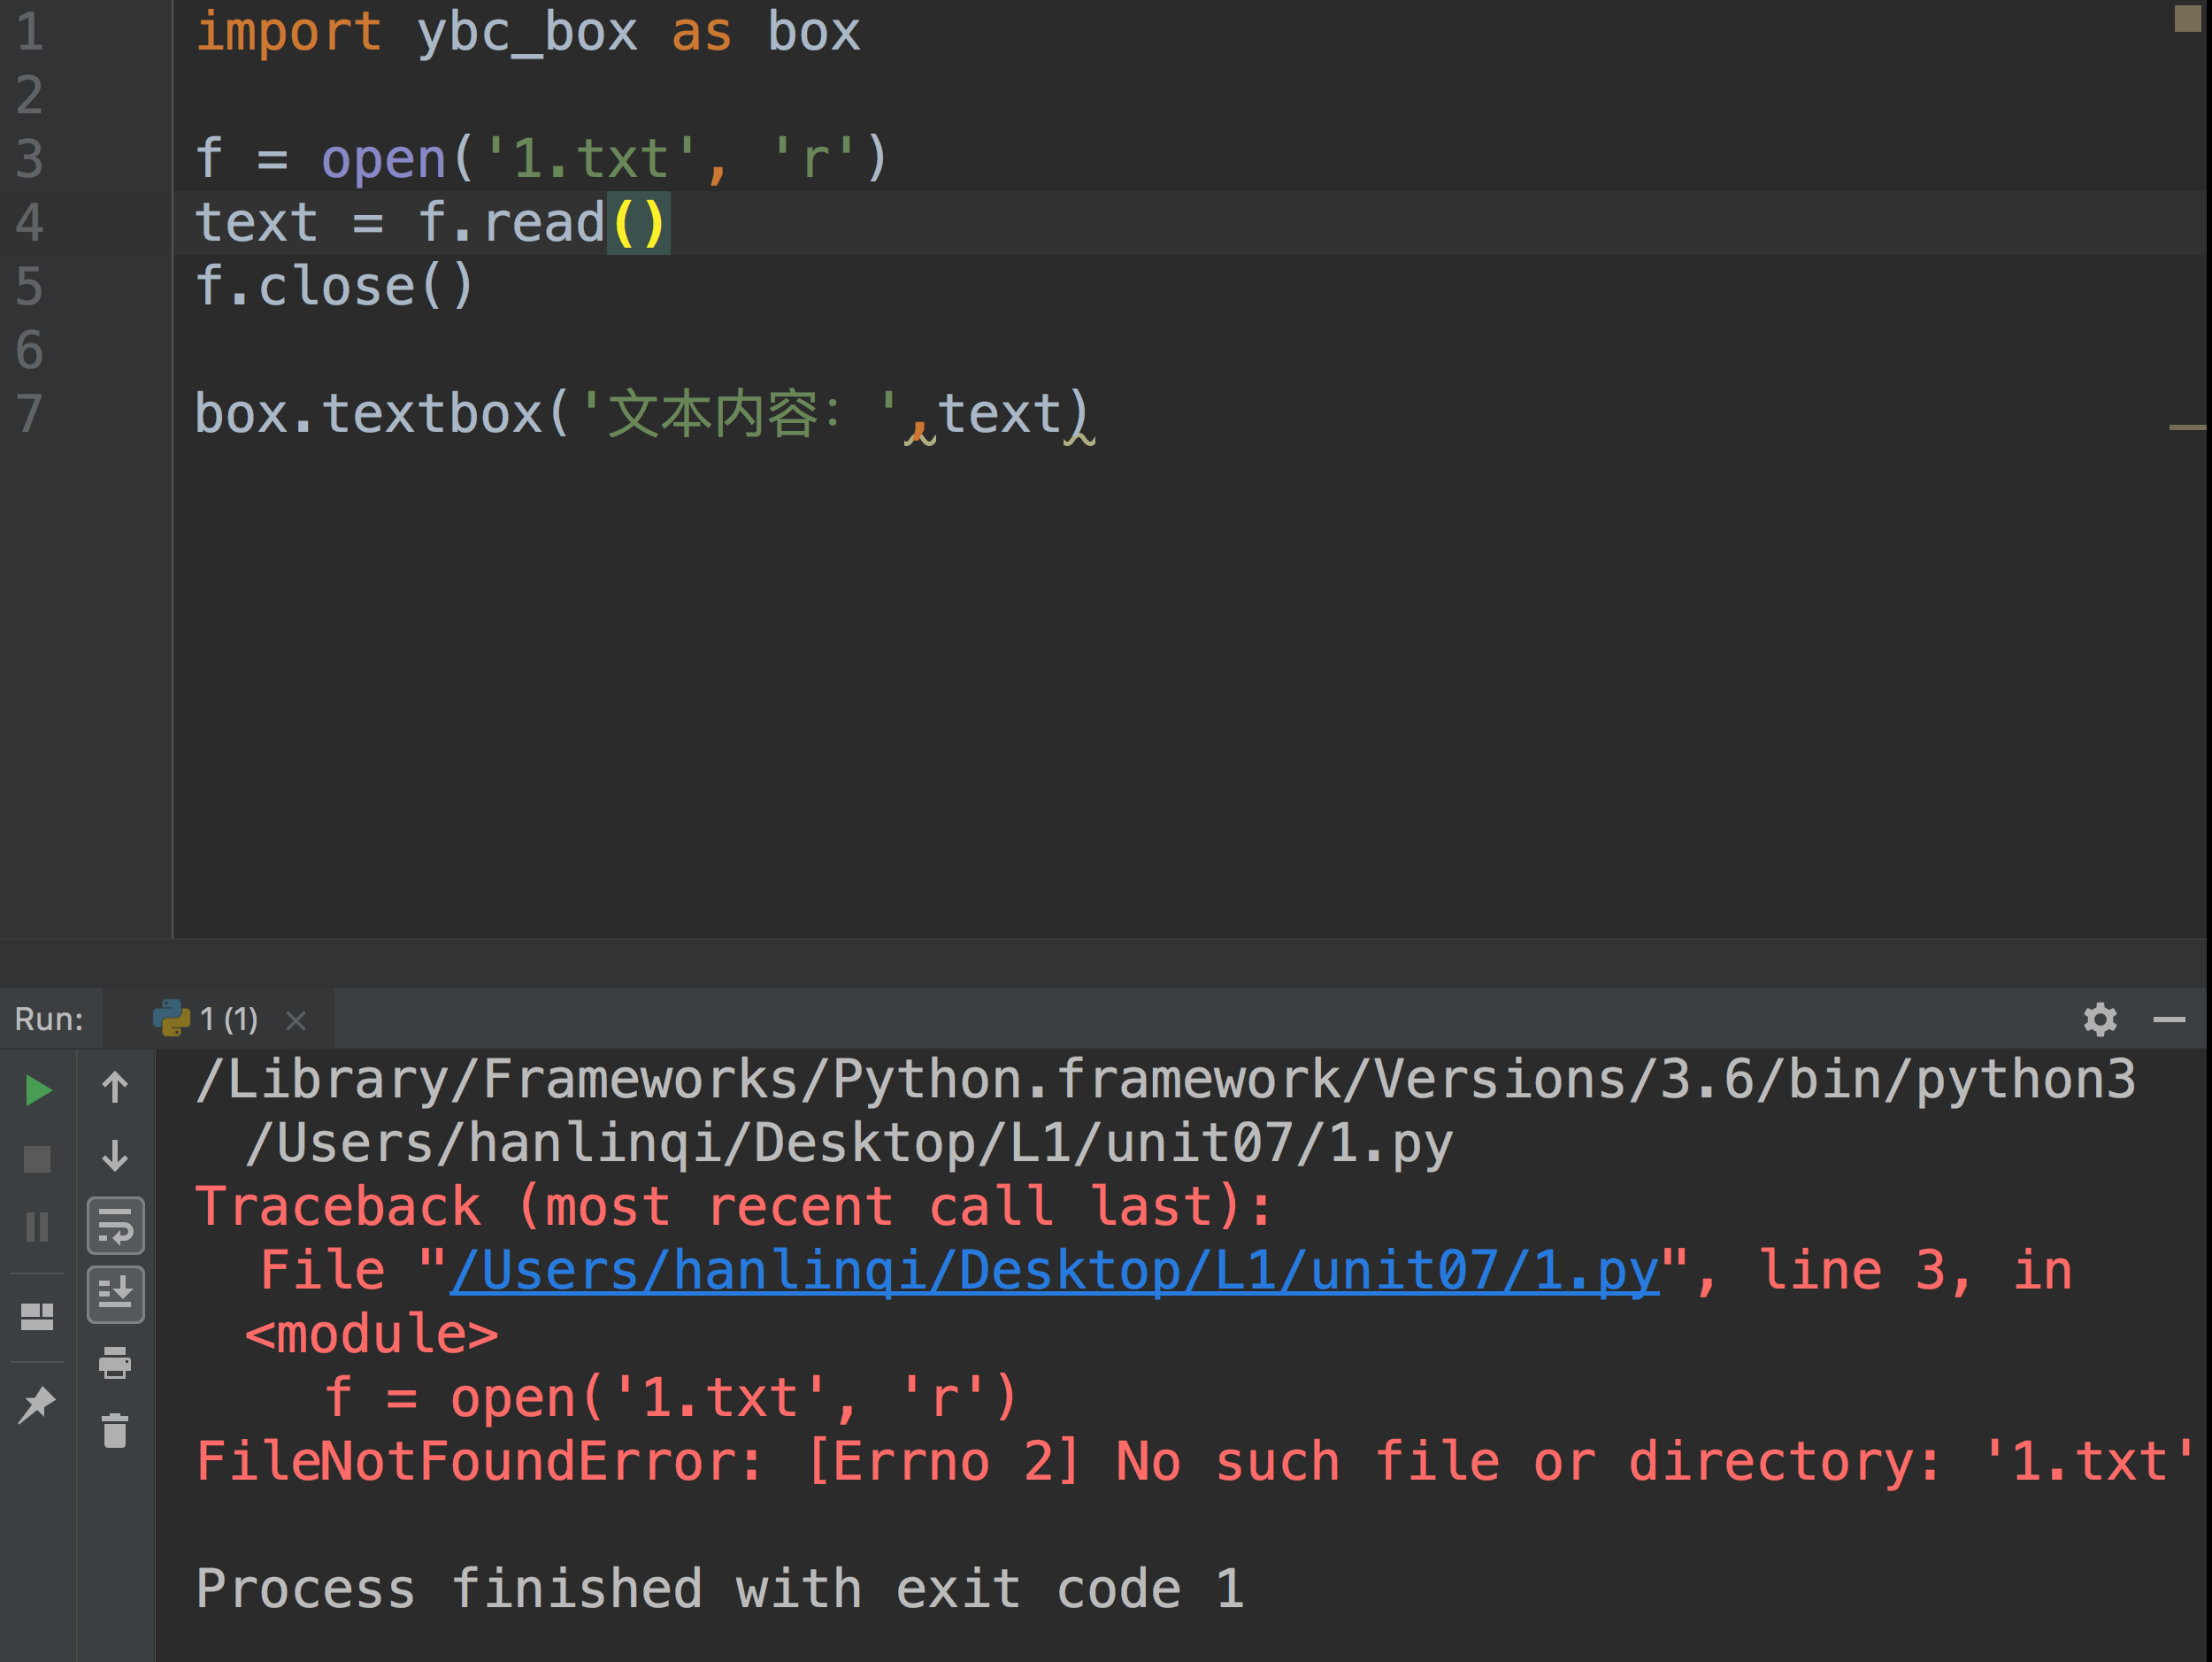 1 import ybc_box as box
2
3 f = open('1.txt', 'r')
4 text = f.read()
5 f.close()
6
7 box.textbox('文本内容：',text)
Run: 1 (1) ×
/Library/Frameworks/Python.framework/Versions/3.6/bin/python3
/Users/hanlinqi/Desktop/L1/unit07/1.py
Traceback (most recent call last):
File "/Users/hanlinqi/Desktop/L1/unit07/1.py", line 3, in
<module>
f = open('1.txt', 'r')
FileNotFoundError: [Errno 2] No such file or directory: '1.txt'
Process finished with exit code 1